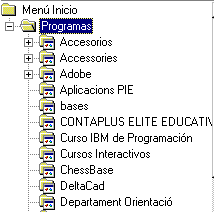 Menú Inicio
Programas
Accesorios
Accessories
Adobe
Aplicacions PIE
bases
CONTAPLUS ELITE EDUCATIV
Curso IBM de Programación
Cursos Interactivos
ChessBase
DeltaCad
Departament Orientació